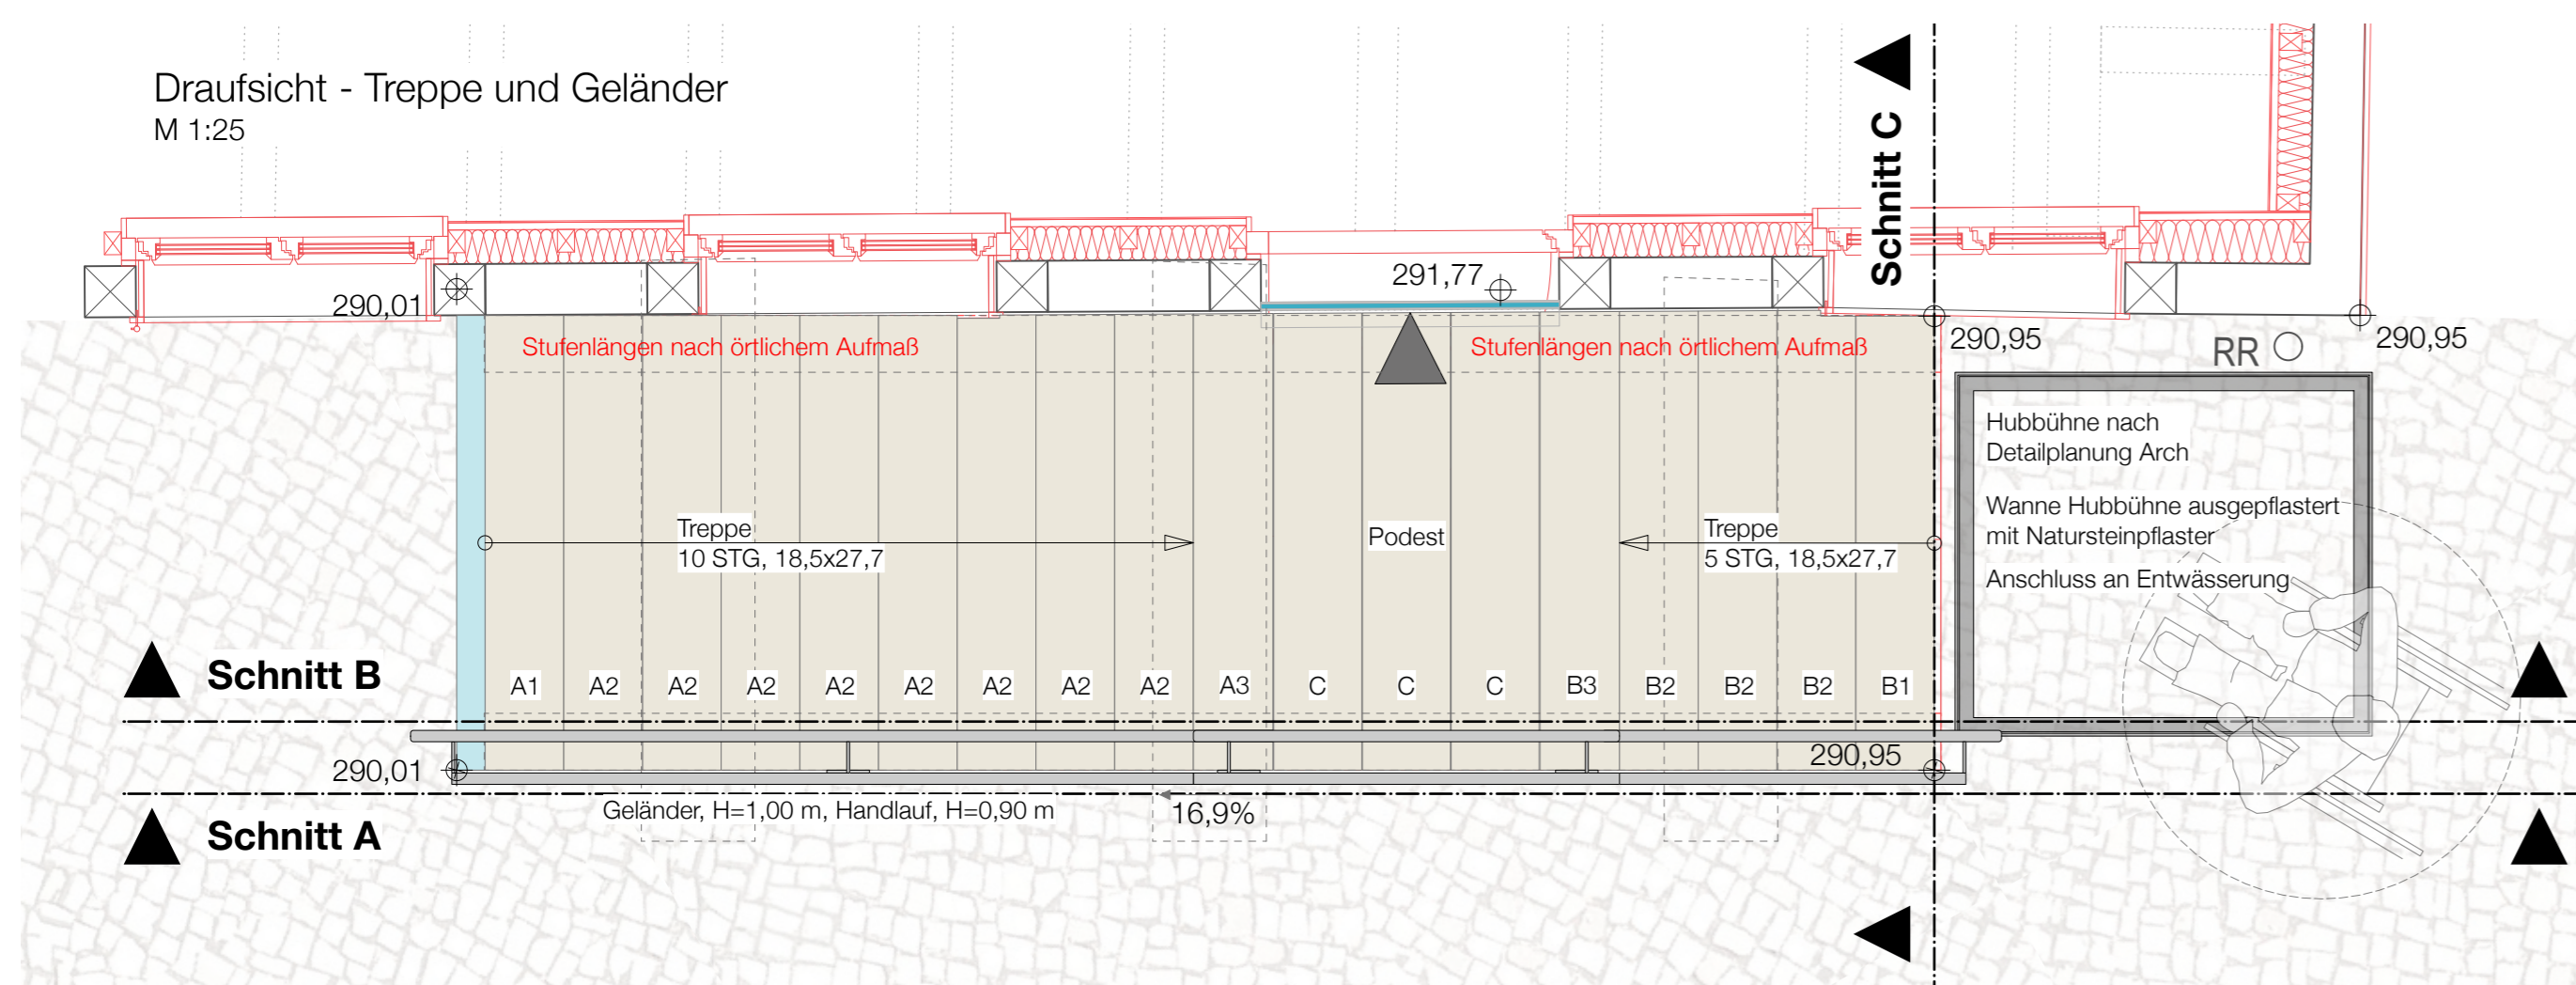 Draufsicht - Treppe und Geländer
M 1:25
Schnitt C
290,01
291,77
290,95
290,95
RR
Stufenlängen nach örtlichem Aufmaß
Stufenlängen nach örtlichem Aufmaß
Hubbühne nach
Detailplanung Arch
Wanne Hubbühne ausgepflastert
mit Natursteinpflaster
Anschluss an Entwässerung
Treppe
10 STG, 18,5x27,7
Podest
Treppe
5 STG, 18,5x27,7
A1 A2 A2 A2 A2 A2 A2 A2 A2 A3 C C C B3 B2 B2 B2 B1
Schnitt B
290,01
290,95
Geländer, H=1,00 m, Handlauf, H=0,90 m
16,9%
Schnitt A